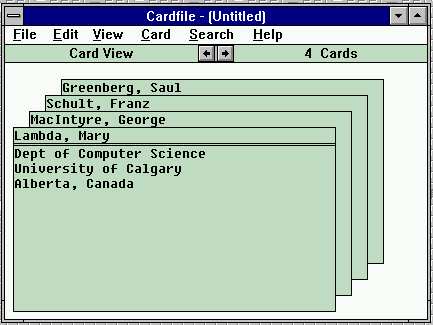 Cardfile - (Untitled)
File Edit View Card Search Help
Card View 4 Cards
Greenberg, Saul
Schult, Franz
MacIntyre, George
Lambda, Mary
Dept of Computer Science
University of Calgary
Alberta, Canada